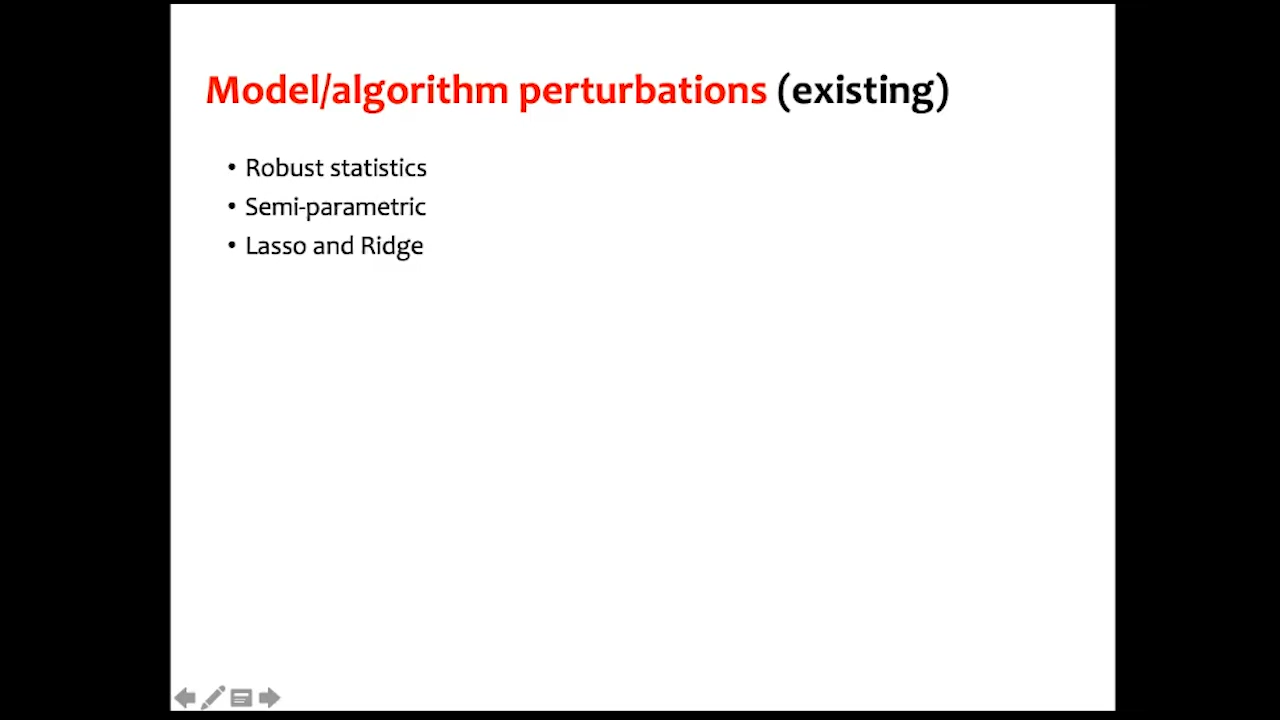 Model/algorithm perturbations (existing)
• Robust statistics
• Semi-parametric
• Lasso and Ridge